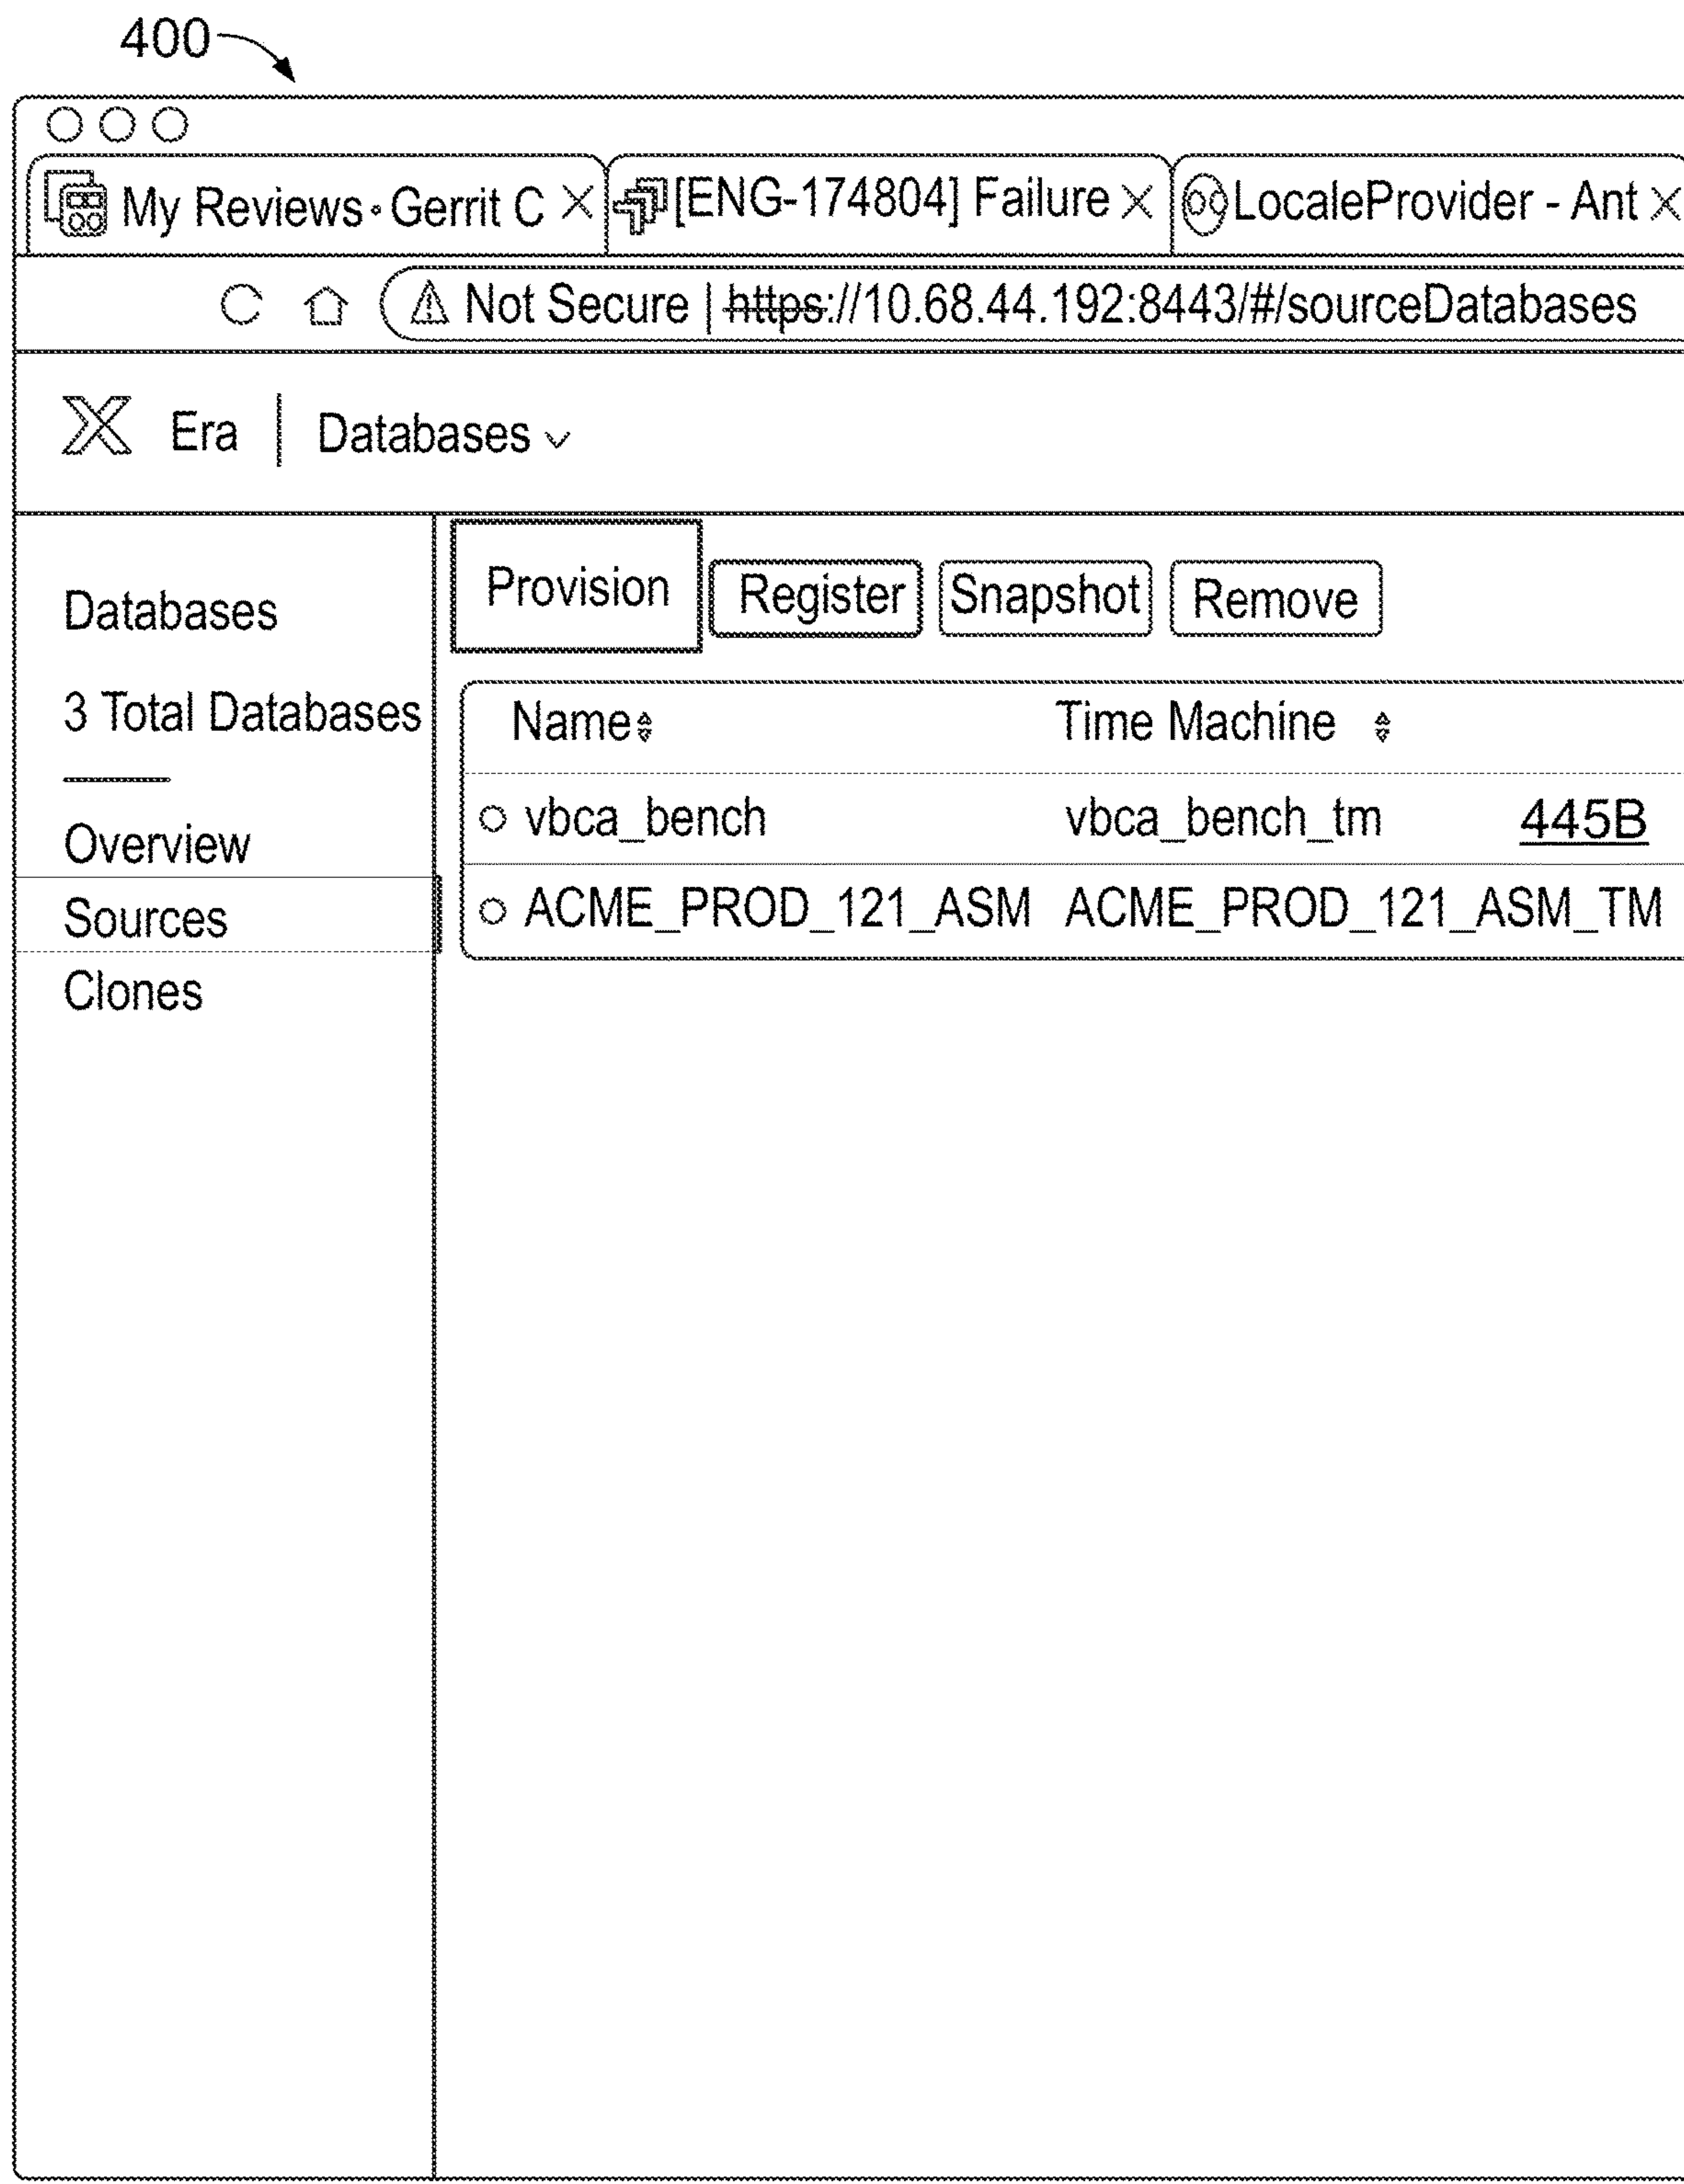 400
My Reviews · Gerrit C [ENG-174804] Failure LocaleProvider - Ant
Not Secure | https://10.68.44.192:8443/#/sourceDatabases
Era | Databases
Provision Register Snapshot Remove
Databases
3 Total Databases
Overview
Sources
Clones
Name Time Machine
vbca_bench vbca_bench_tm 445B
ACME_PROD_121_ASM ACME_PROD_121_ASM_TM